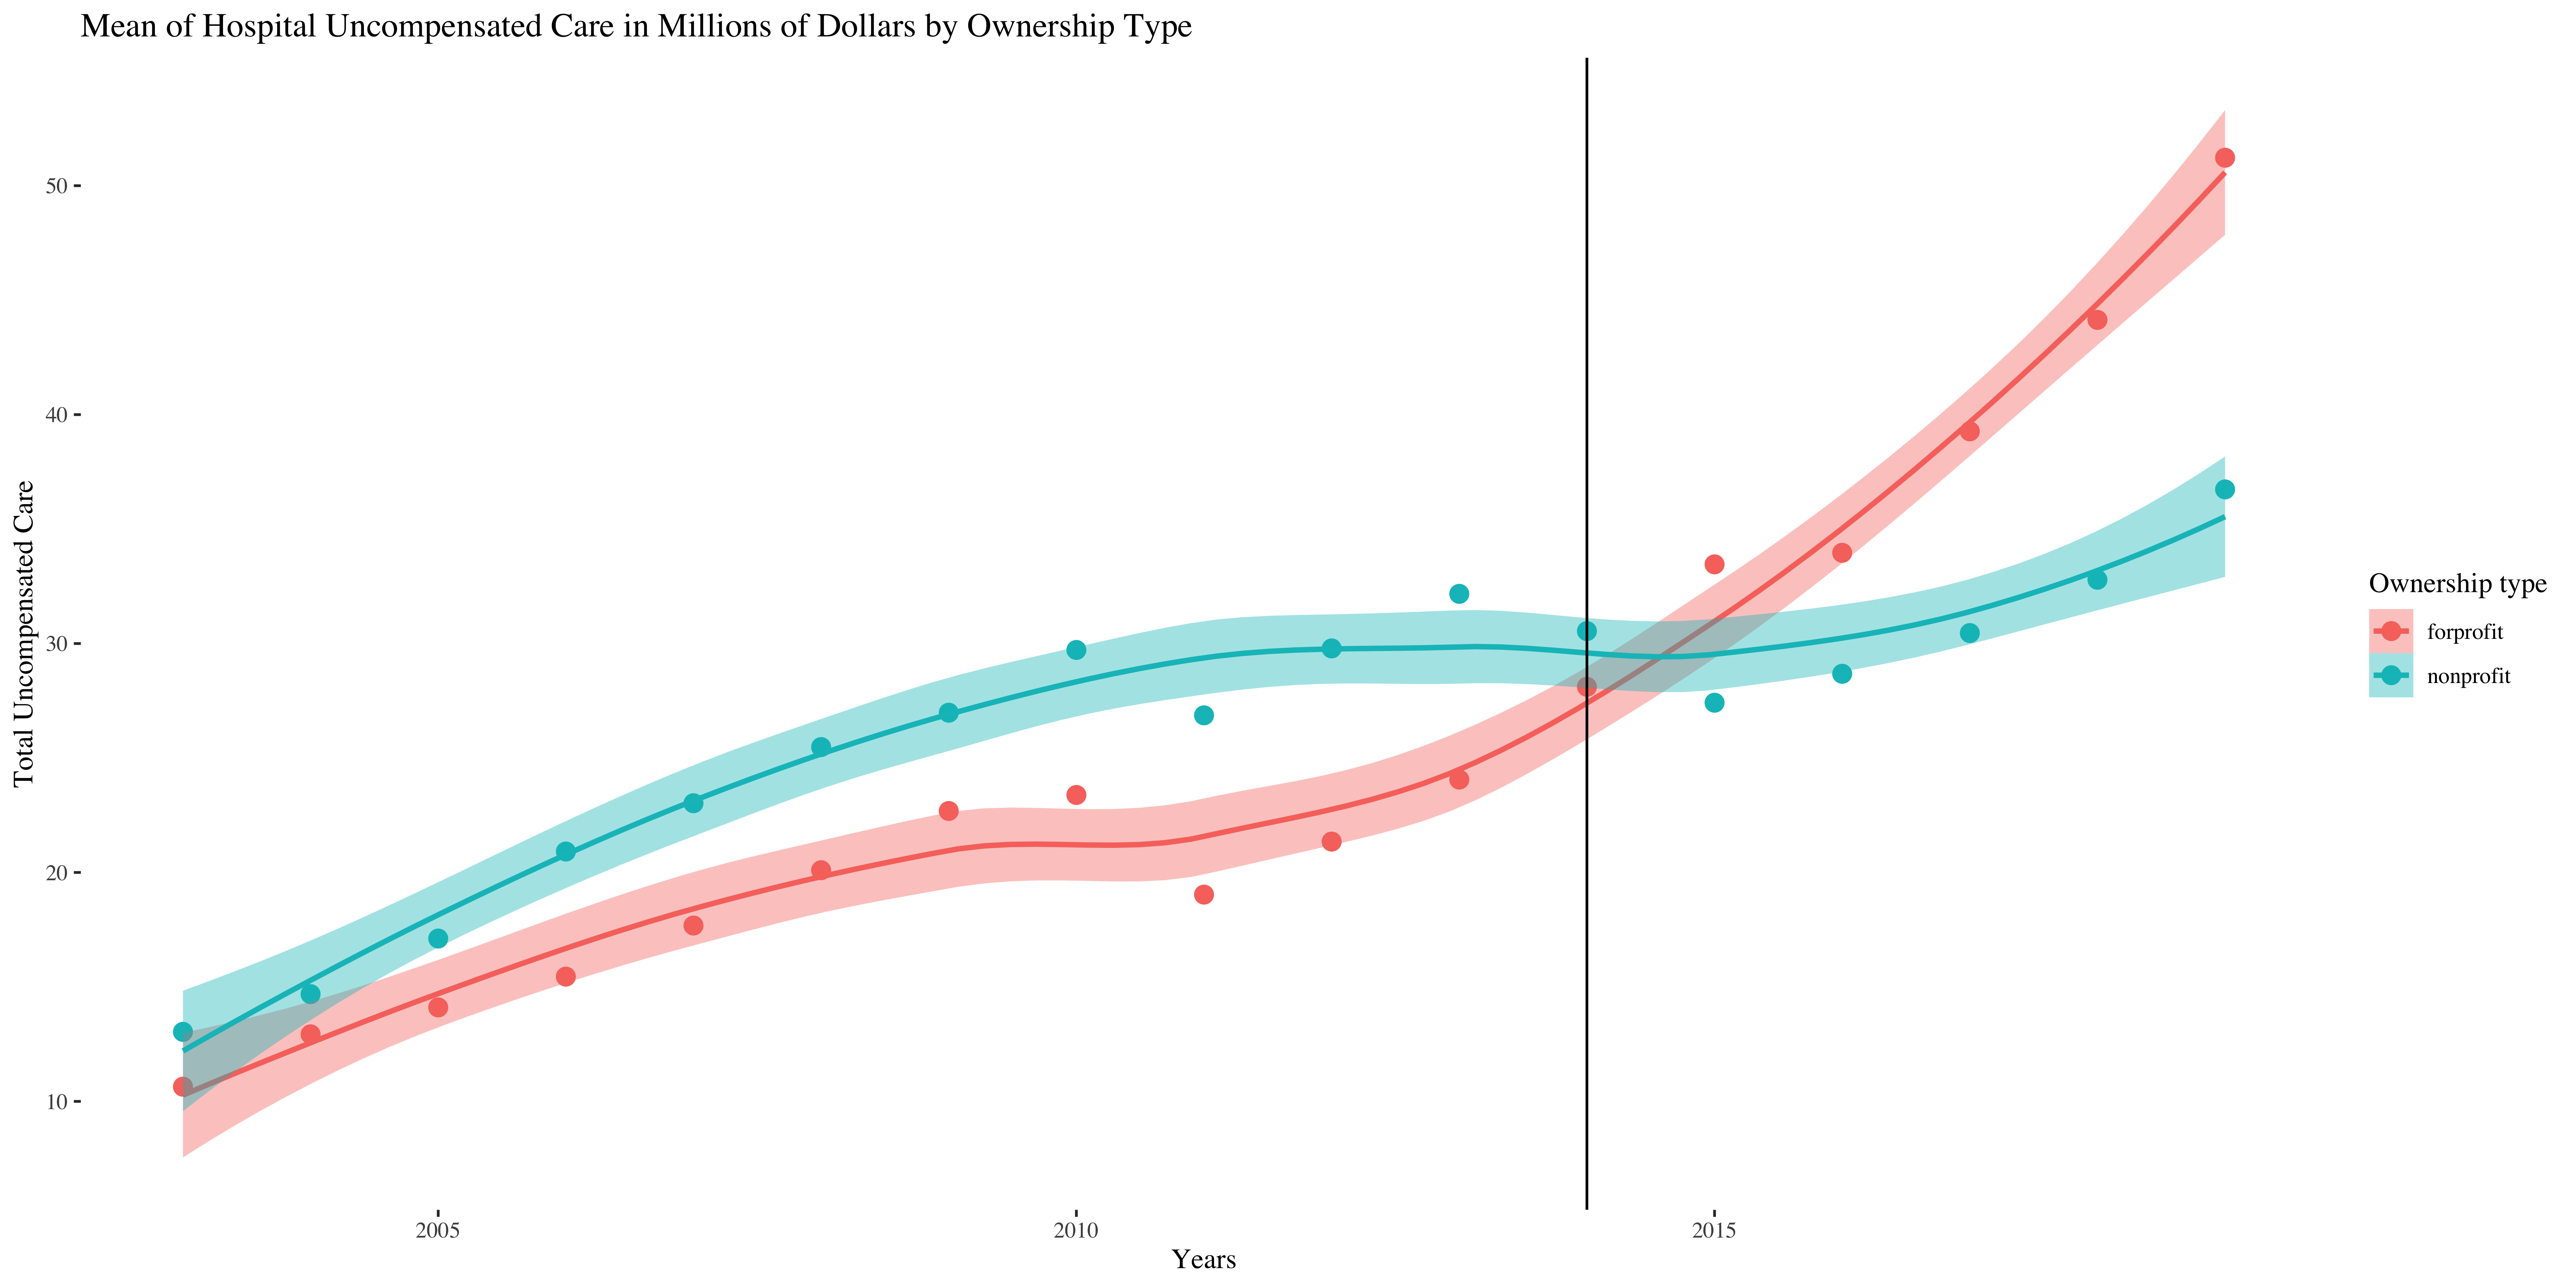 Mean of Hospital Uncompensated Care in Millions of Dollars by Ownership Type
Total Uncompensated Care
50
40
30
20
10
2005
2010
2015
Years
Ownership type
forprofit
nonprofit